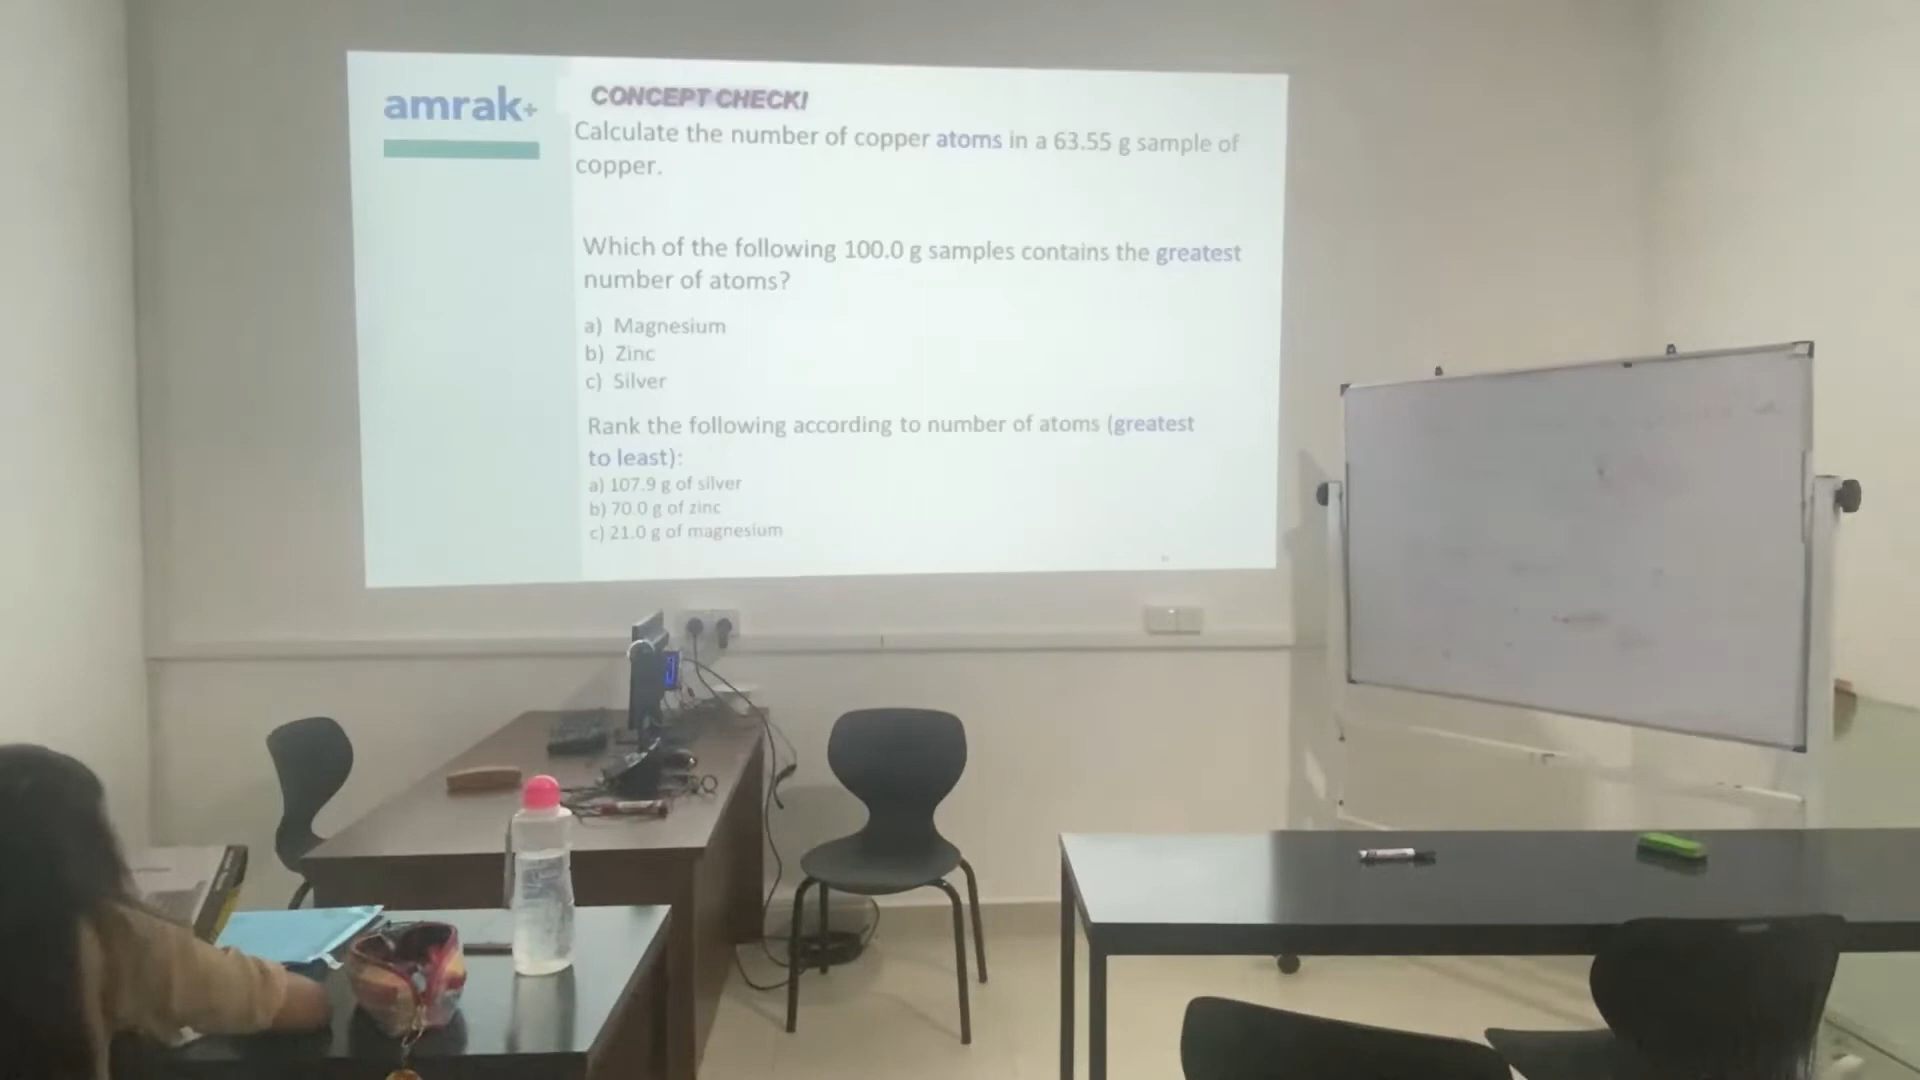 amrak+
CONCEPT CHECK!
Calculate the number of copper atoms in a 63.55 g sample of
copper.
Which of the following 100.0 g samples contains the greatest
number of atoms?
a) Magnesium
b) Zinc
c) Silver
Rank the following according to number of atoms (greatest
to least):
a) 107.9 g of silver
b) 70.0 g of zinc
c) 21.0 g of magnesium